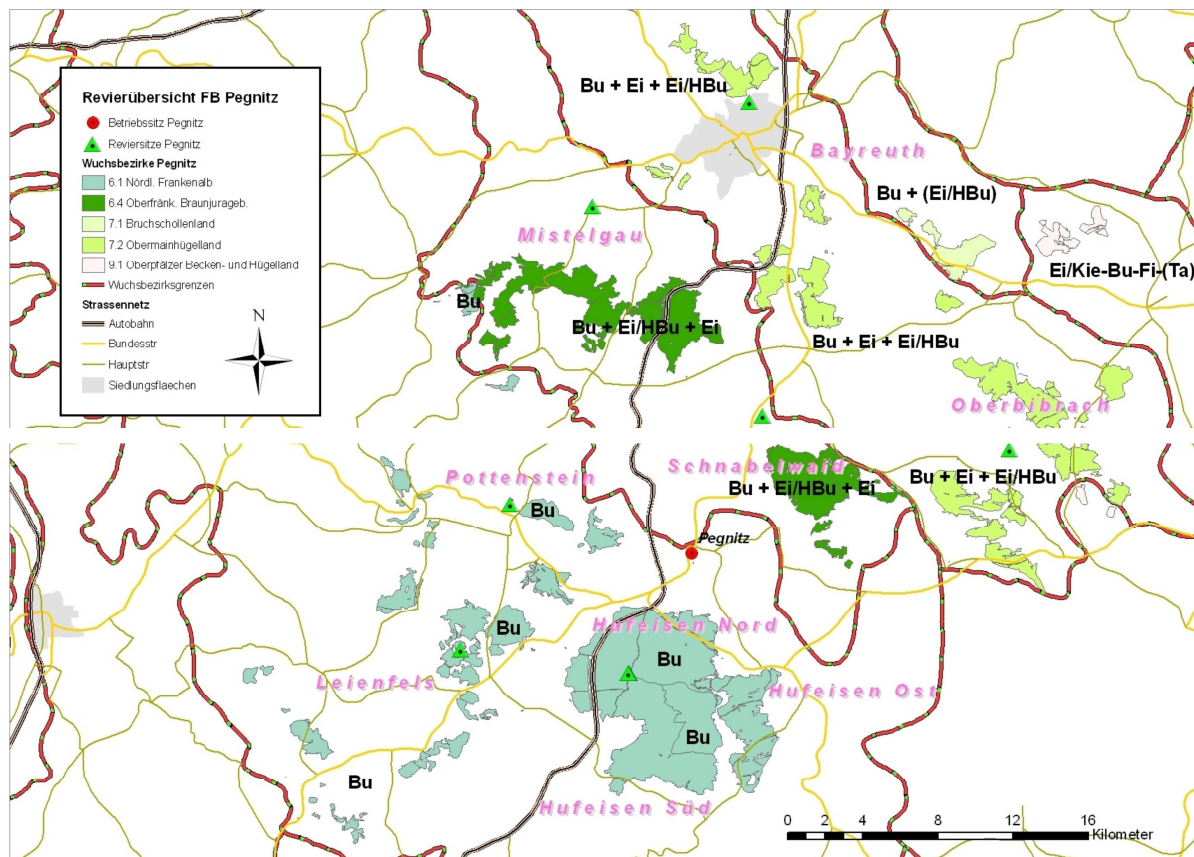 Revierübersicht FB Pegnitz
Betriebssitz Pegnitz
Reviersitze Pegnitz
Wuchsbezirke Pegnitz
6.1 Nördl. Frankenalb
6.4 Oberfränk. Braunjurageb.
7.1 Bruchschollenland
7.2 Obermainhügelland
9.1 Oberpfälzer Becken- und Hügelland
Wuchsbezirksgrenzen
Strassennetz
Autobahn
Bundesstr
Hauptstr
Siedlungsflaechen
N
Bu + Ei + Ei/HBu
Bayreuth
Bu + (Ei/HBu)
Mistelgau
Ei/Kie-Bu-Fi-(Ta)
Bu
Bu + Ei/HBu + Ei
Bu + Ei + Ei/HBu
Oberbibrach
Pottenstein
Schnabelwaid
Bu + Ei/HBu + Ei
Bu + Ei + Ei/HBu
Bu
Pegnitz
Bu
Hufeisen Nord
Bu
Leienfels
Hufeisen Ost
Bu
Bu
Hufeisen Süd
0 2 4 8 12 16
Kilometer